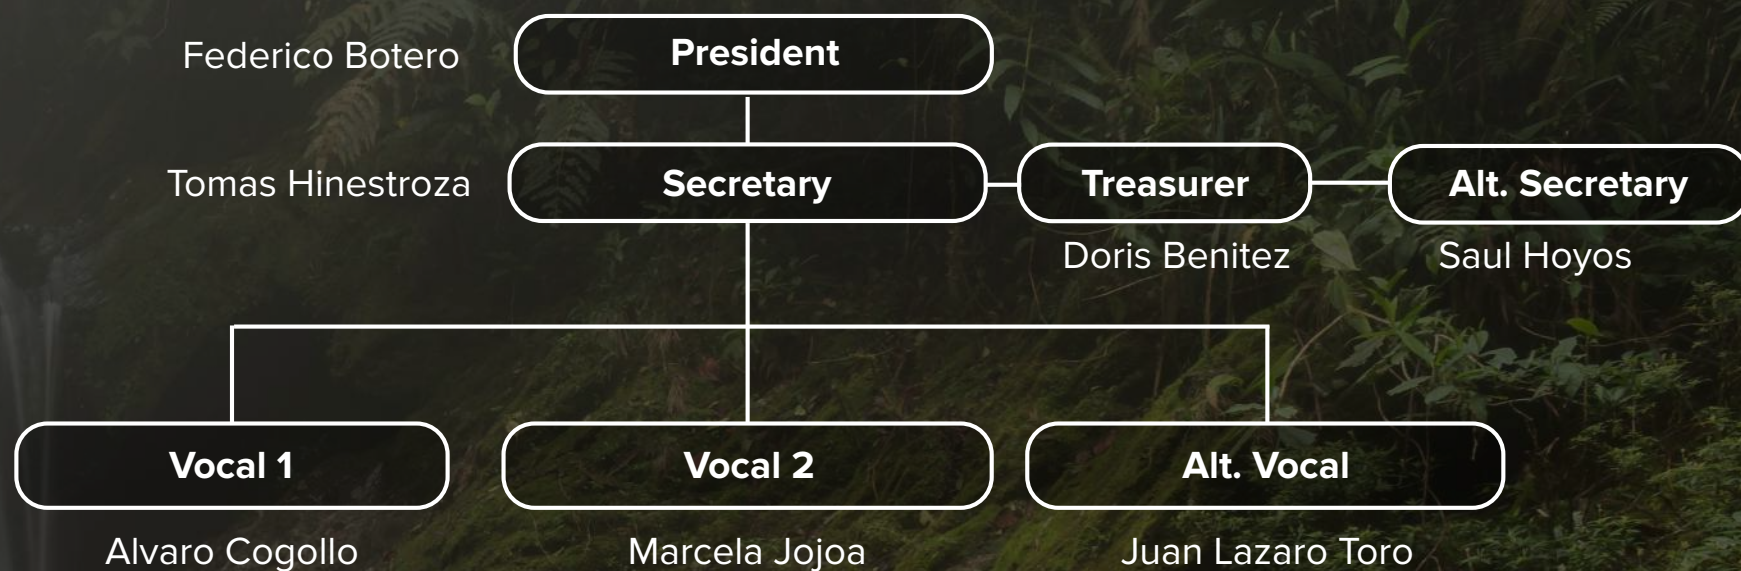 Federico Botero
President
Tomas Hinestroza
Secretary
Treasurer
Alt. Secretary
Doris Benitez
Saul Hoyos
Vocal 1
Vocal 2
Alt. Vocal
Alvaro Cogollo
Marcela Jojoa
Juan Lazaro Toro